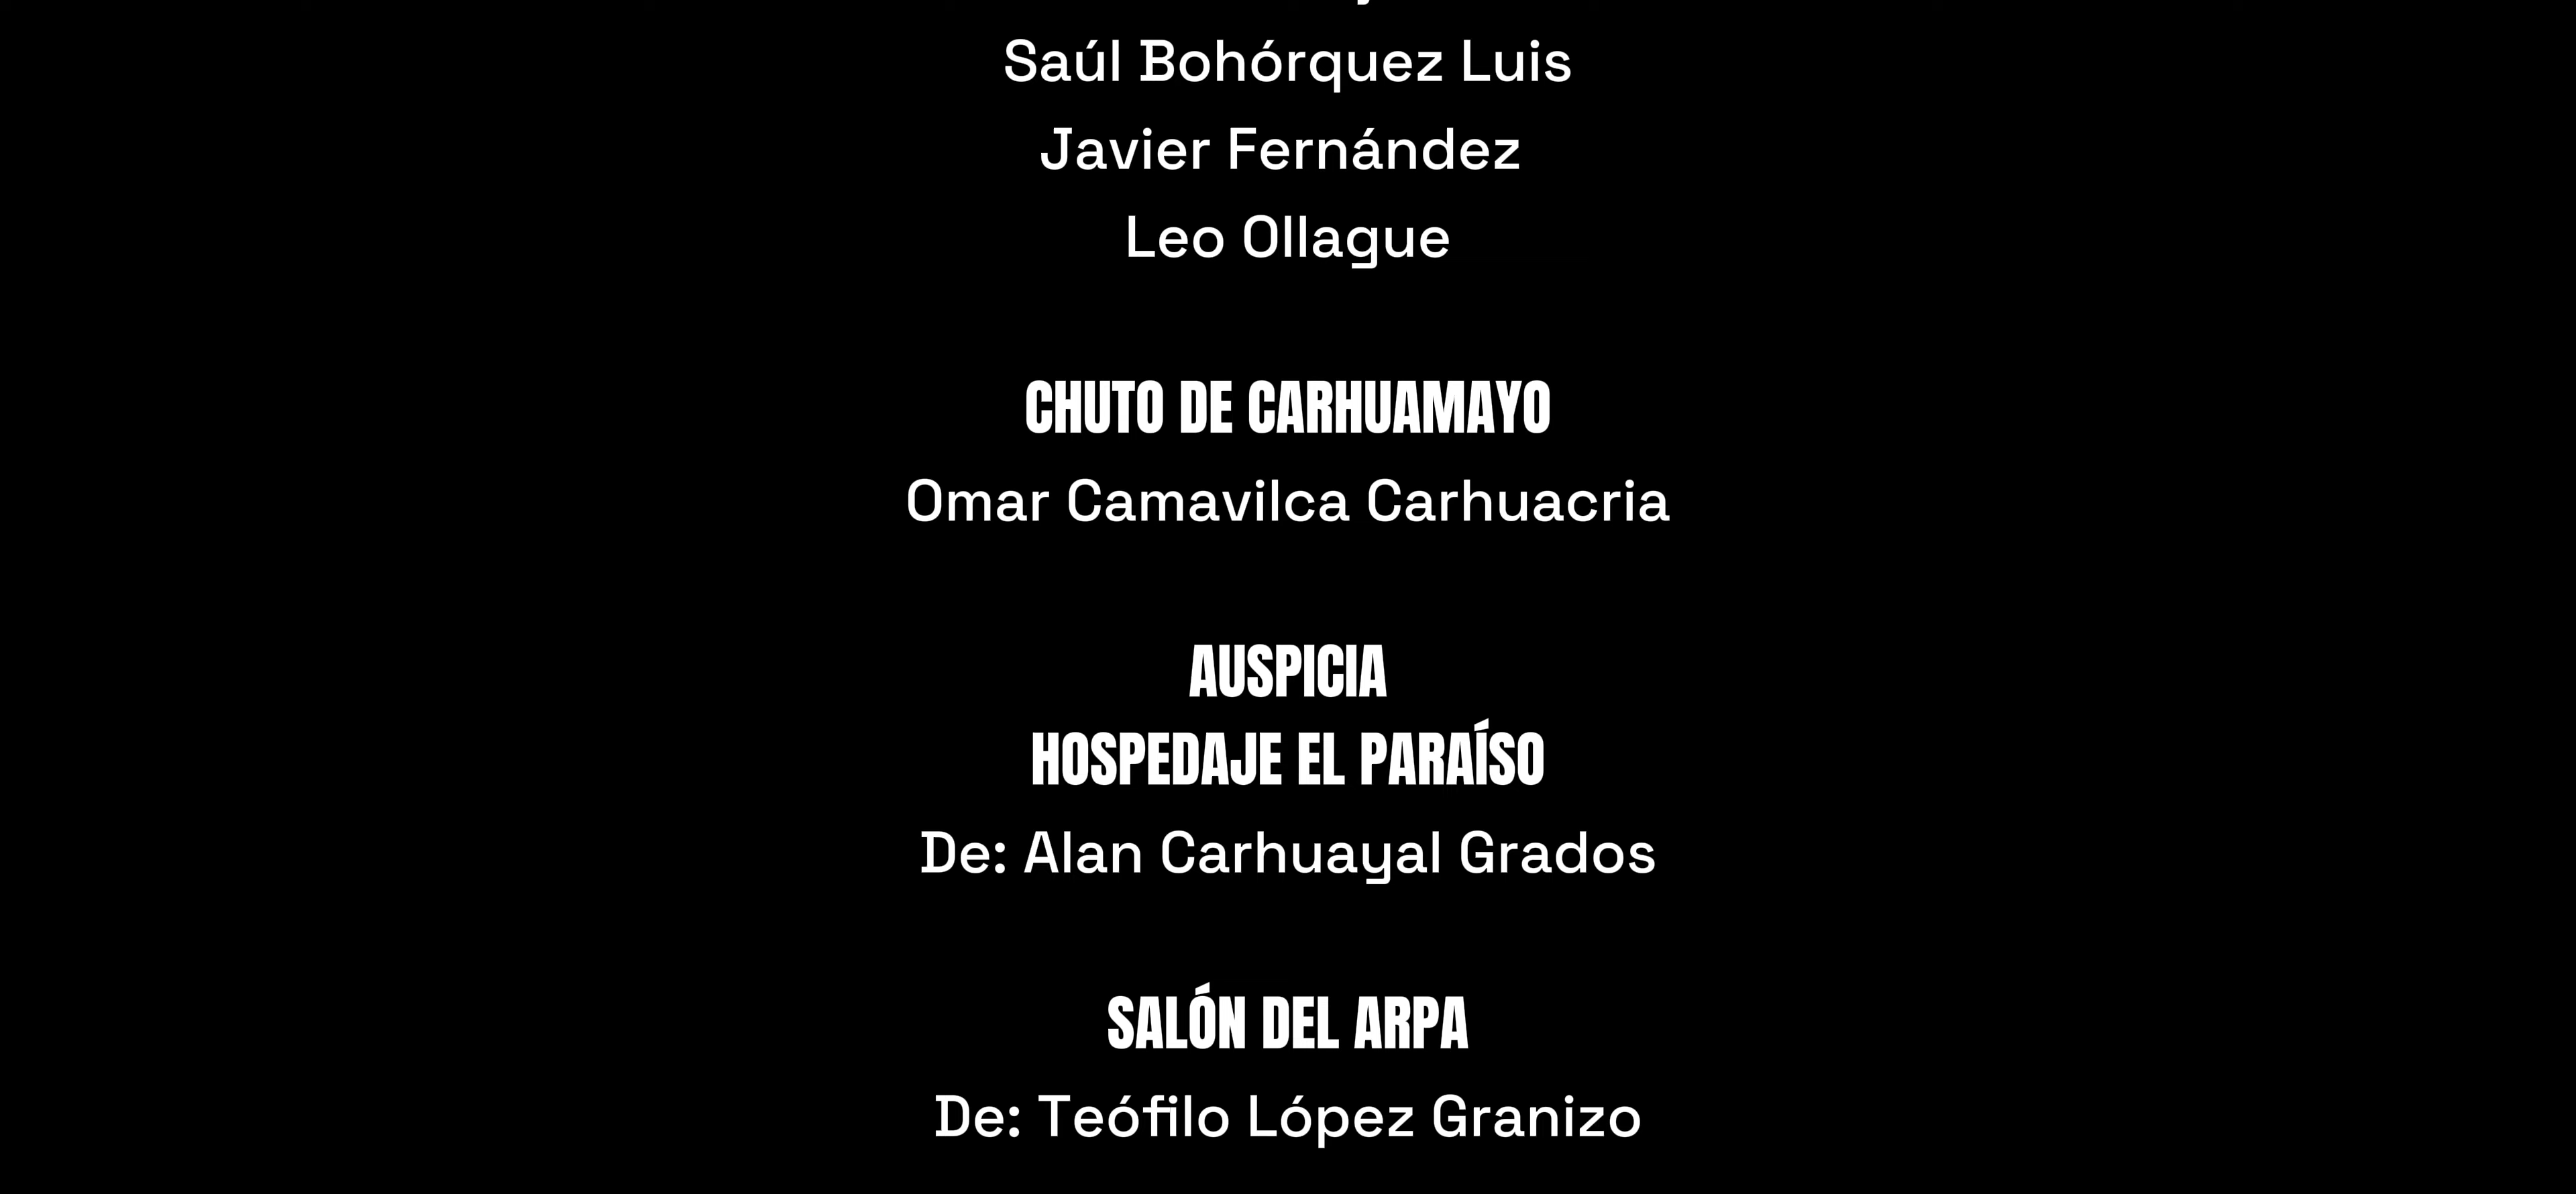 Saúl Bohórquez Luis
Javier Fernández
Leo Ollague
CHUTO DE CARHUAMAYO
Omar Camavilca Carhuacria
AUSPICIA
HOSPEDAJE EL PARAÍSO
De: Alan Carhuayal Grados
SALÓN DEL ARPA
De: Teófilo López Granizo